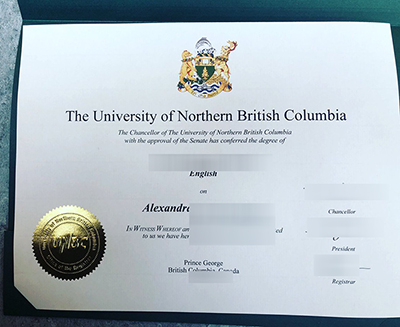 The University of Northern British Columbia
The Chancellor of The University of Northern British Columbia
with the approval of the Senate has conferred the degree of
English
on
Alexandra
Chancellor
IN WITNESS WHEREOF
to us we have
President
Prince George
British Columbia, Canada
Registrar